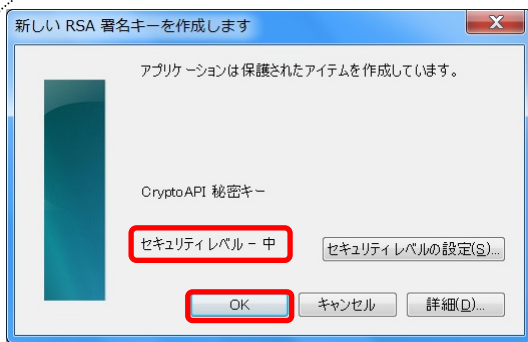 新しい RSA 署名キーを作成します
アプリケーションは保護されたアイテムを作成しています。
CryptoAPI 秘密キー
セキュリティ レベル - 中
セキュリティ レベルの設定(S)...
OK キャンセル 詳細(D)...